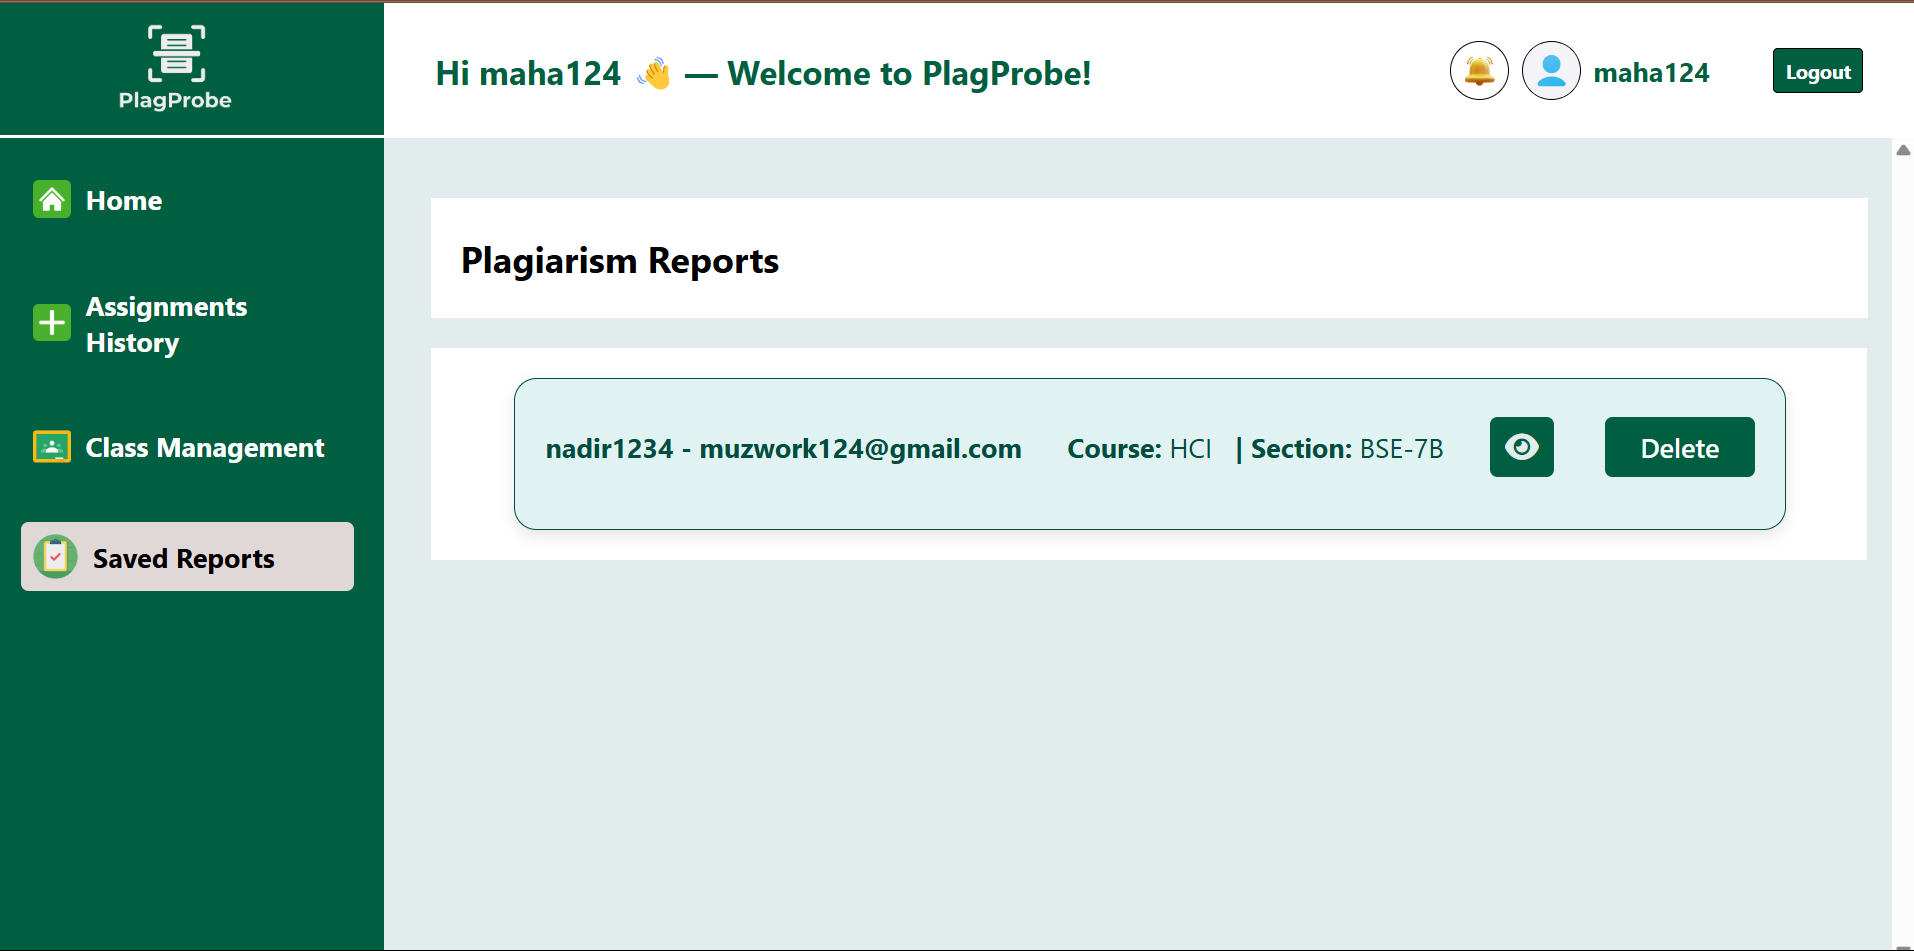 PlagProbe
Hi maha124 👋 — Welcome to PlagProbe!
maha124
Logout
Home
Assignments
History
Class Management
Saved Reports
Plagiarism Reports
nadir1234 - muzwork124@gmail.com Course: HCI | Section: BSE-7B
Delete